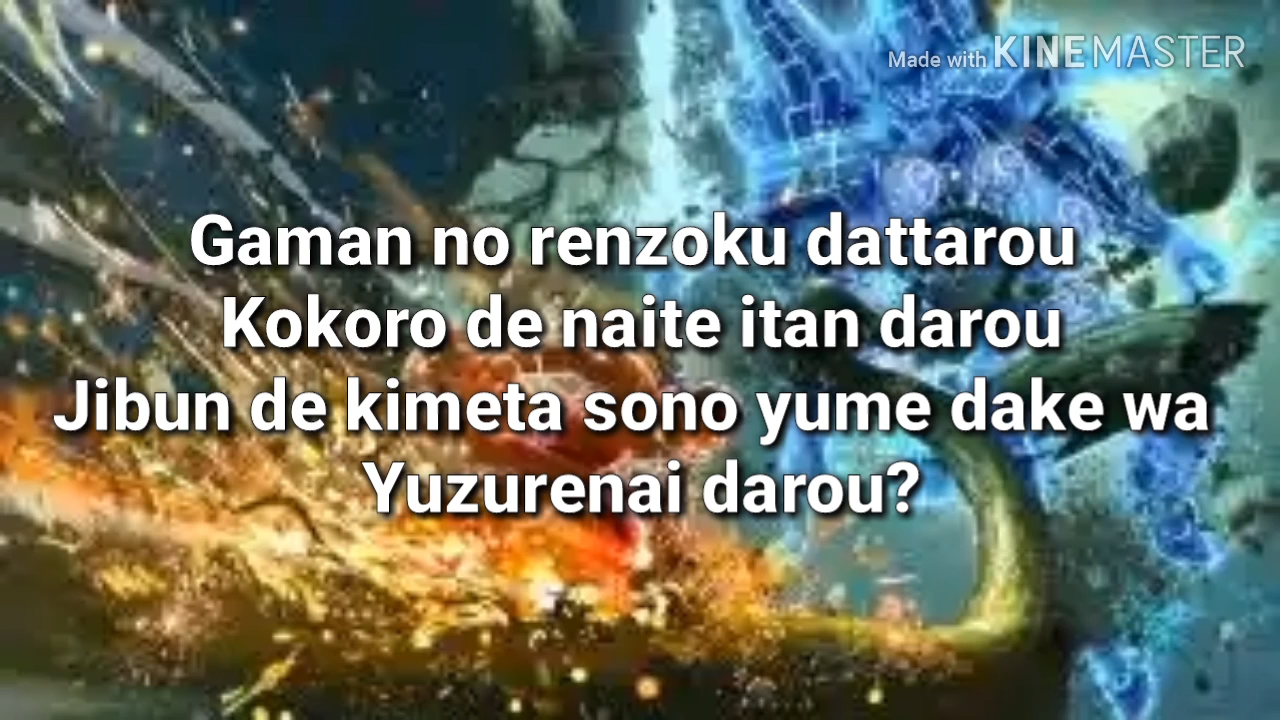 Made with KINEMASTER
Gaman no renzoku dattarou
Kokoro de naite itan darou
Jibun de kimeta sono yume dake wa
Yuzurenai darou?